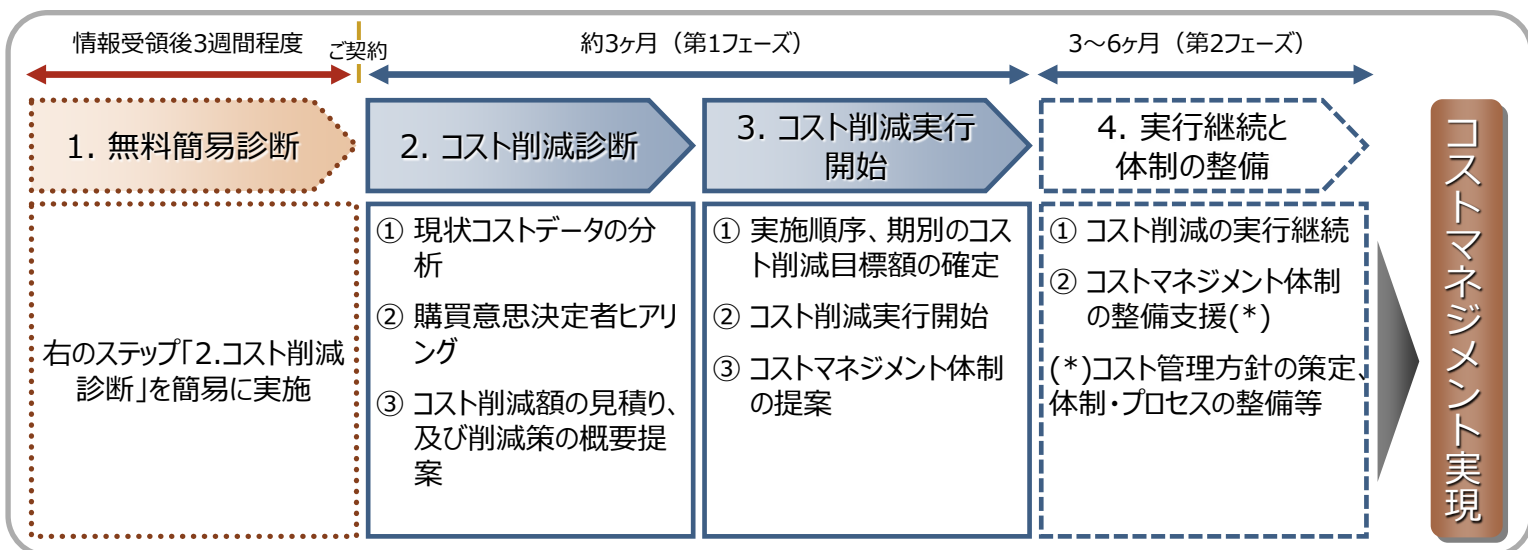 情報受領後3週間程度
ご契約
約3ヶ月（第1フェーズ）
3～6ヶ月（第2フェーズ）
1. 無料簡易診断
2. コスト削減診断
3. コスト削減実行
開始
4. 実行継続と
体制の整備
右のステップ「2.コスト削減
診断」を簡易に実施
① 現状コストデータの分
析
② 購買意思決定者ヒアリ
ング
③ コスト削減額の見積り、
及び削減策の概要提
案
① 実施順序、期別のコス
ト削減目標額の確定
② コスト削減実行開始
③ コストマネジメント体制
の提案
① コスト削減の実行継続
② コストマネジメント体制
の整備支援(*)
(*)コスト管理方針の策定、
体制・プロセスの整備等
コストマネジメント実現